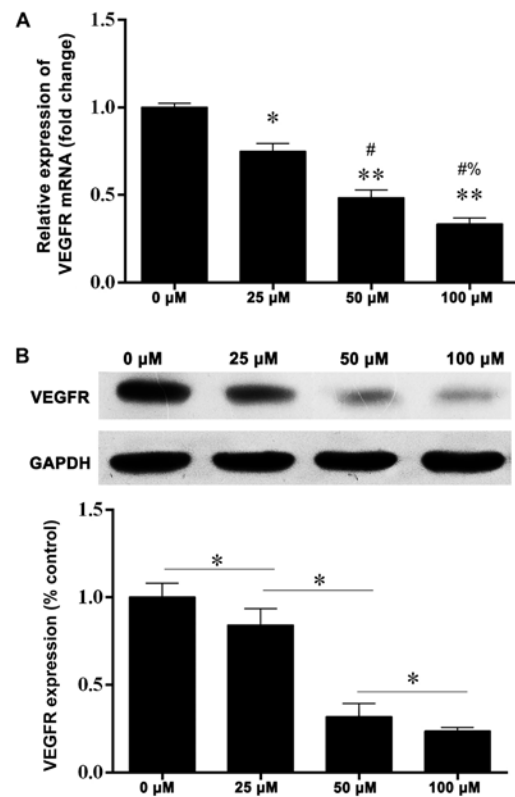 A
Relative expression of
VEGFR mRNA (fold change)
1.5
1.0
0.5
0.0
*
#
**
#%
**
0 μM 25 μM 50 μM 100 μM
B
0 μM 25 μM 50 μM 100 μM
VEGFR
GAPDH
VEGFR expression (% control)
1.5
1.0
0.5
0.0
*
*
*
0 μM 25 μM 50 μM 100 μM